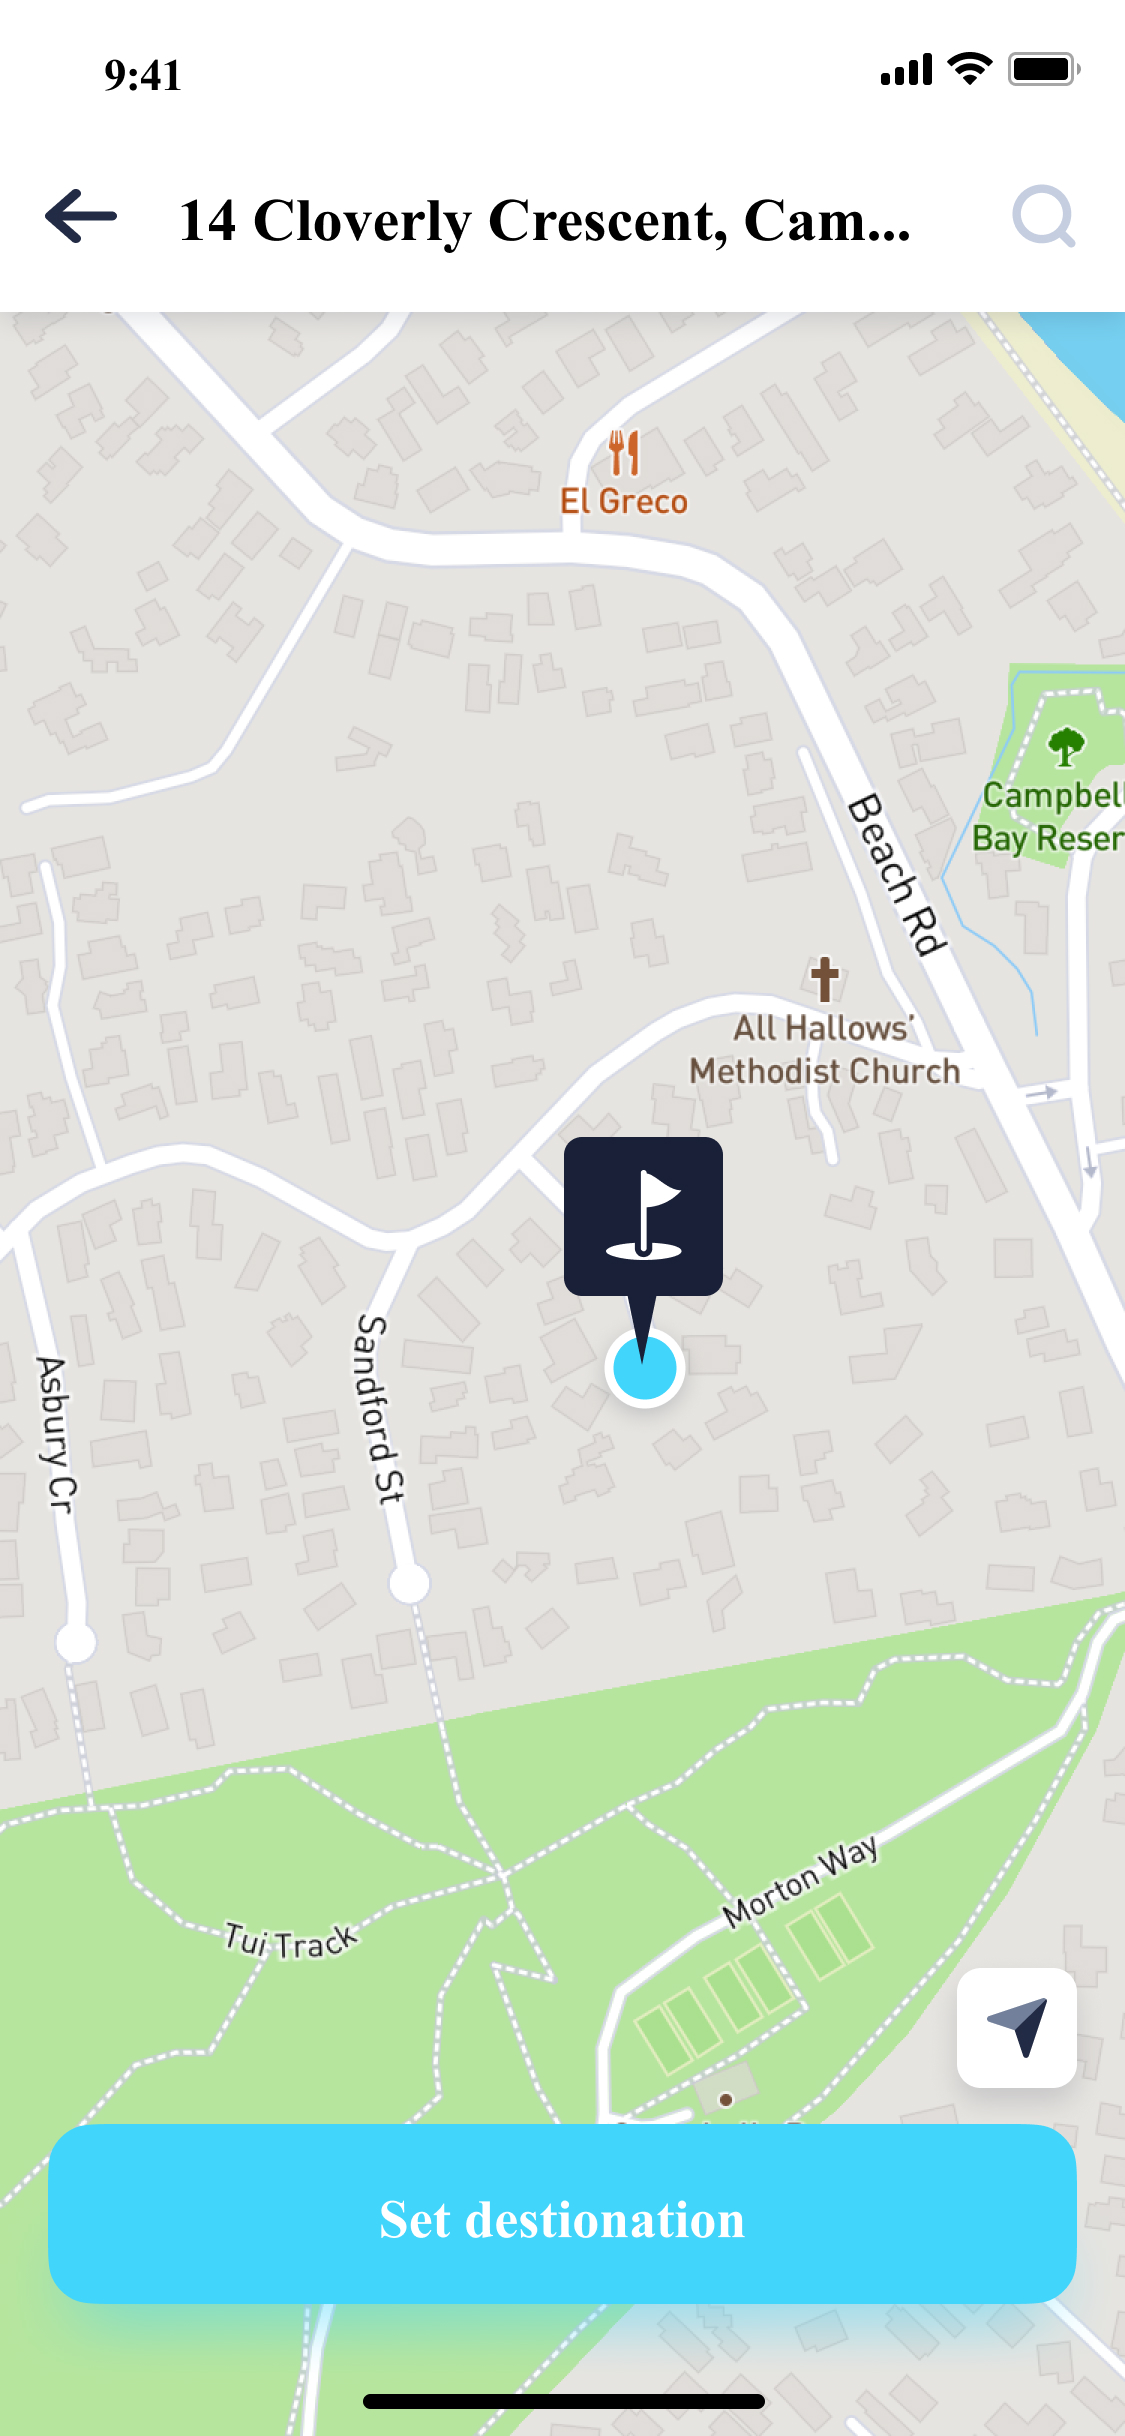 9:41
14 Cloverly Crescent, Cam...
El Greco
Campbell
Bay Reser
Beach Rd
All Hallows’
Methodist Church
Sandford St
Asbury Cr
Morton Way
Tui Track
Set destionation